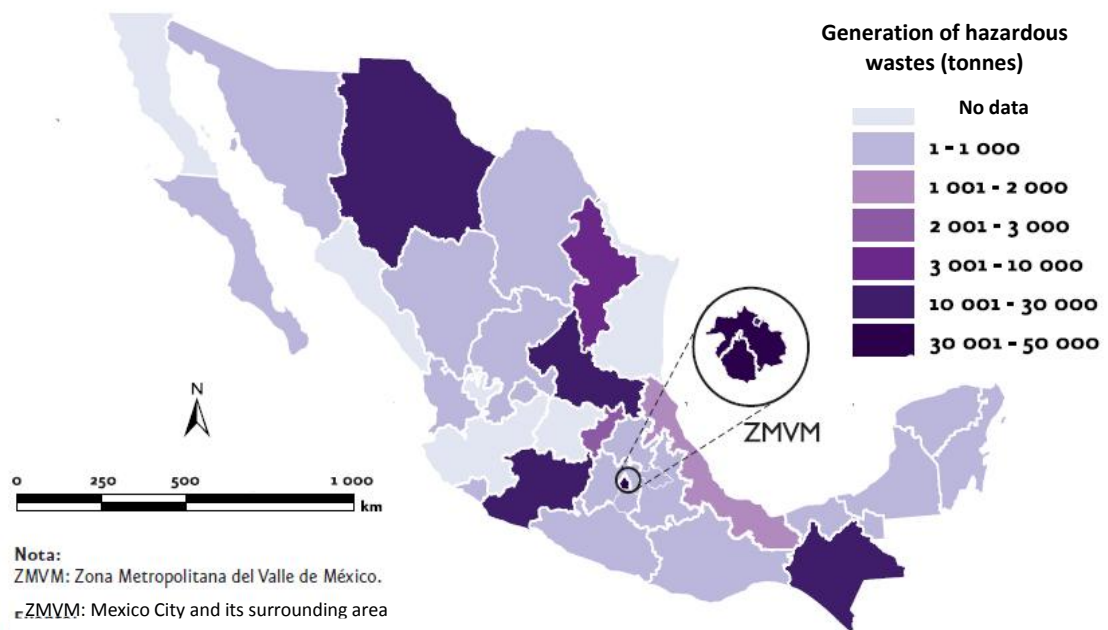 Generation of hazardous
wastes (tonnes)
No data
1 - 1 000
1 001 - 2 000
2 001 - 3 000
3 001 - 10 000
10 001 - 30 000
30 001 - 50 000
ZMVM
N
0 250 500 1 000
km
Nota:
ZMVM: Zona Metropolitana del Valle de México.
ZMVM: Mexico City and its surrounding area